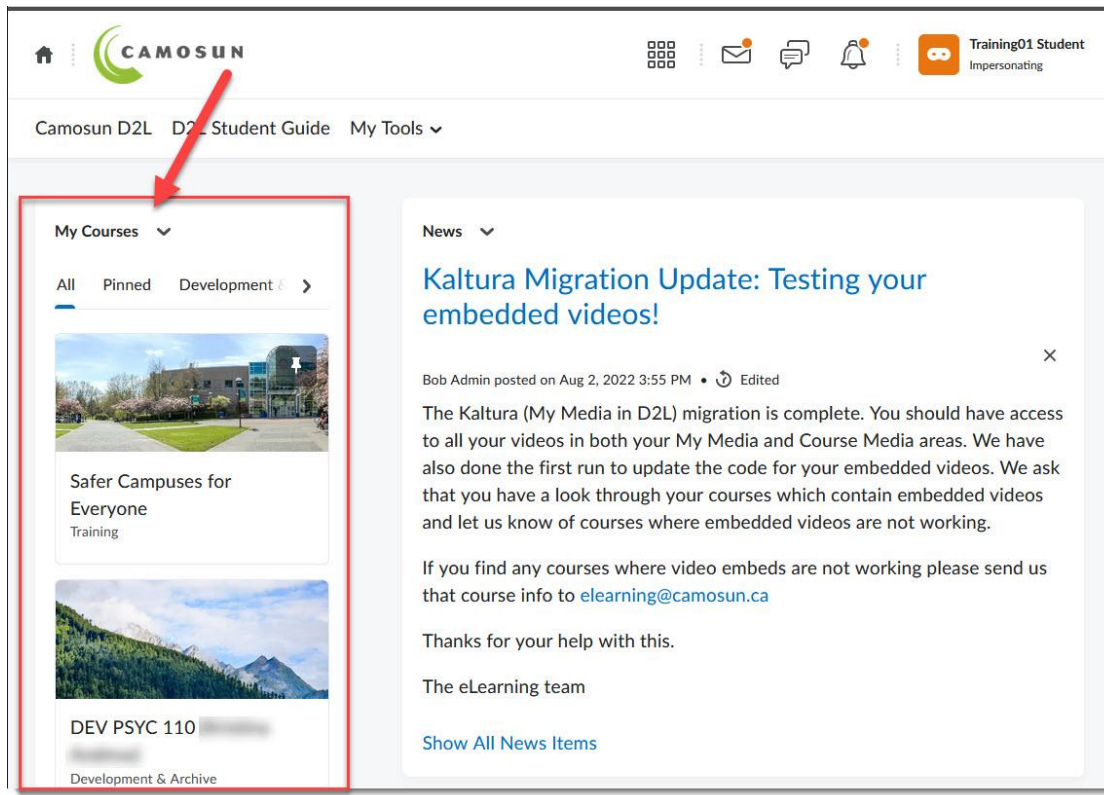 CAMOSUN
Training01 Student
Impersonating
Camosun D2L D2L Student Guide My Tools
My Courses
All Pinned Development &
Safer Campuses for
Everyone
Training
DEV PSYC 110
Development & Archive
News
Kaltura Migration Update: Testing your
embedded videos!
Bob Admin posted on Aug 2, 2022 3:55 PM • Edited
The Kaltura (My Media in D2L) migration is complete. You should have access
to all your videos in both your My Media and Course Media areas. We have
also done the first run to update the code for your embedded videos. We ask
that you have a look through your courses which contain embedded videos
and let us know of courses where embedded videos are not working.
If you find any courses where video embeds are not working please send us
that course info to elearning@camosun.ca
Thanks for your help with this.
The eLearning team
Show All News Items